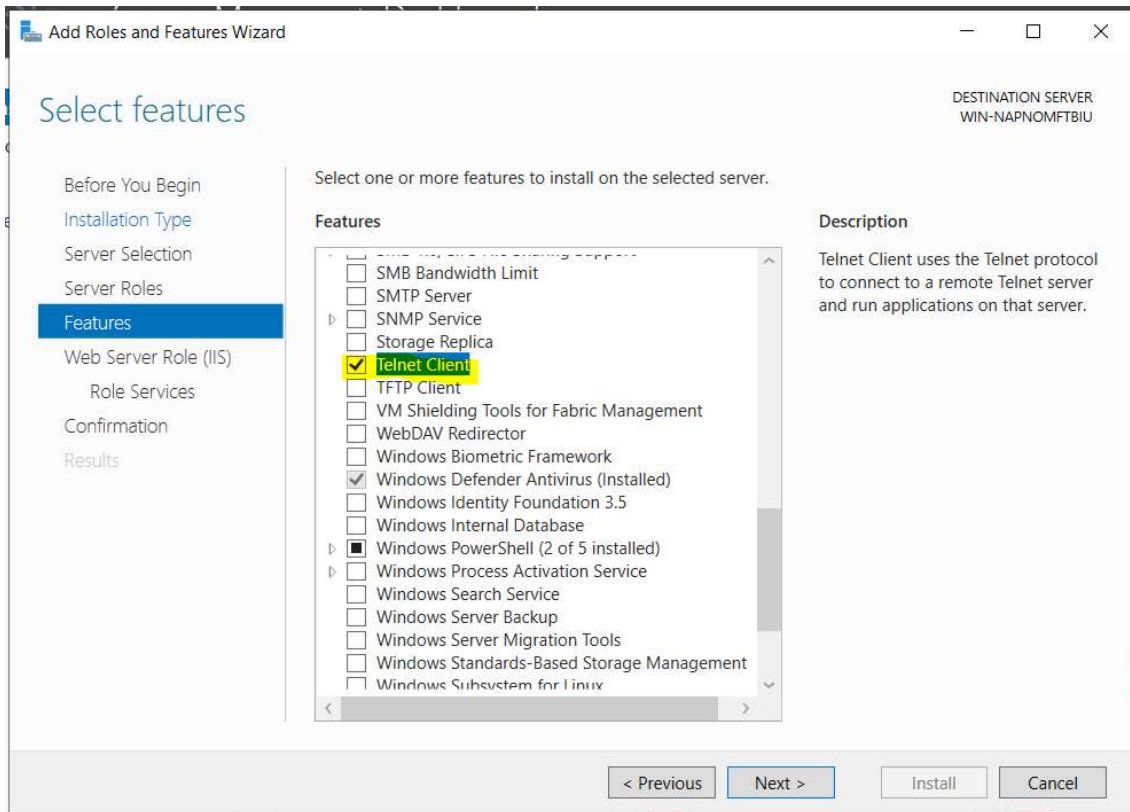 Add Roles and Features Wizard
Select features
DESTINATION SERVER
WIN-NAPNOMFTBIU
Before You Begin
Installation Type
Server Selection
Server Roles
Features
Web Server Role (IIS)
Role Services
Confirmation
Results
Select one or more features to install on the selected server.
Features
SMB Bandwidth Limit
SMTP Server
SNMP Service
Storage Replica
Telnet Client
TFTP Client
VM Shielding Tools for Fabric Management
WebDAV Redirector
Windows Biometric Framework
Windows Defender Antivirus (Installed)
Windows Identity Foundation 3.5
Windows Internal Database
Windows PowerShell (2 of 5 installed)
Windows Process Activation Service
Windows Search Service
Windows Server Backup
Windows Server Migration Tools
Windows Standards-Based Storage Management
Windows Subsystem for Linux
Description
Telnet Client uses the Telnet protocol
to connect to a remote Telnet server
and run applications on that server.
< Previous
Next >
Install
Cancel